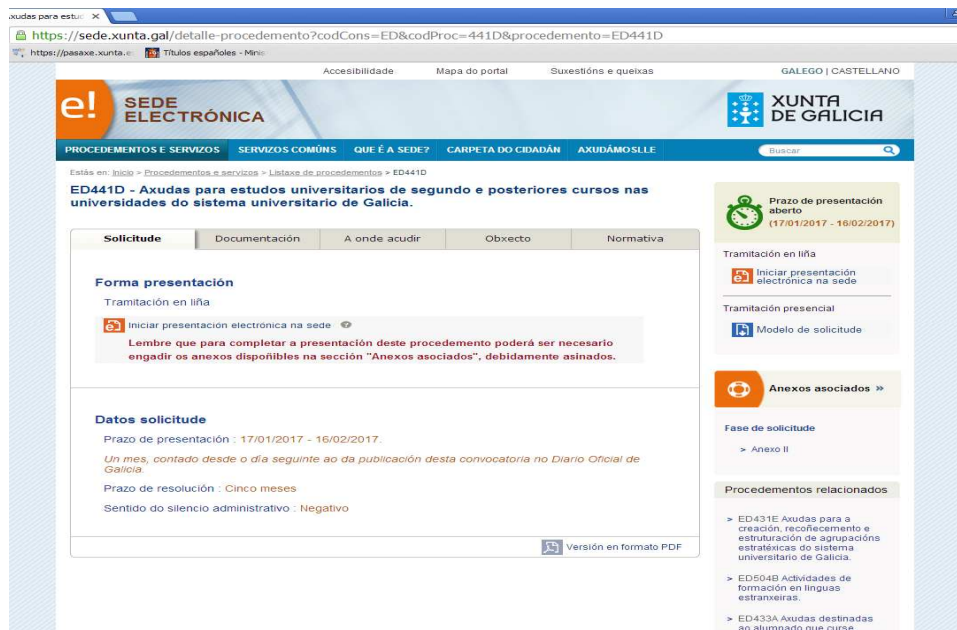 axudas para estuc
https://sede.xunta.gal/detalle-procedemento?codCons=ED&codProc=441D&procedemento=ED441D
https://pasaxe.xunta.e Títulos españoles - Minis
Accesibilidade Mapa do portal Suxestións e queixas GALEGO | CASTELLANO
e! SEDE ELECTRÓNICA
XUNTA DE GALICIA
PROCEDEMENTOS E SERVIZOS SERVIZOS COMÚNS QUE É A SEDE? CARPETA DO CIDADÁN AXUDÁMOSLLE Buscar
Estás en: Inicio > Procedementos e servizos > Listaxe de procedementos > ED441D
ED441D - Axudas para estudos universitarios de segundo e posteriores cursos nas
universidades do sistema universitario de Galicia.
Solicitude Documentación A onde acudir Obxecto Normativa
Forma presentación
Tramitación en liña
Iniciar presentación electrónica na sede
Lembre que para completar a presentación deste procedemento poderá ser necesario
engadir os anexos dispoñibles na sección "Anexos asociados", debidamente asinados.
Datos solicitude
Prazo de presentación : 17/01/2017 - 16/02/2017.
Un mes, contado desde o día seguinte ao da publicación desta convocatoria no Diario Oficial de
Galicia.
Prazo de resolución : Cinco meses
Sentido do silencio administrativo : Negativo
Versión en formato PDF
Prazo de presentación
aberto
(17/01/2017 - 16/02/2017)
Tramitación en liña
Iniciar presentación
electrónica na sede
Tramitación presencial
Modelo de solicitude
Anexos asociados »
Fase de solicitude
> Anexo II
Procedementos relacionados
> ED431E Axudas para a
creación, recoñecemento e
estruturación de agrupacións
estratéxicas do sistema
universitario de Galicia.
> ED504B Actividades de
formación en linguas
estranxeiras.
> ED433A Axudas destinadas
ao alumnado que curse